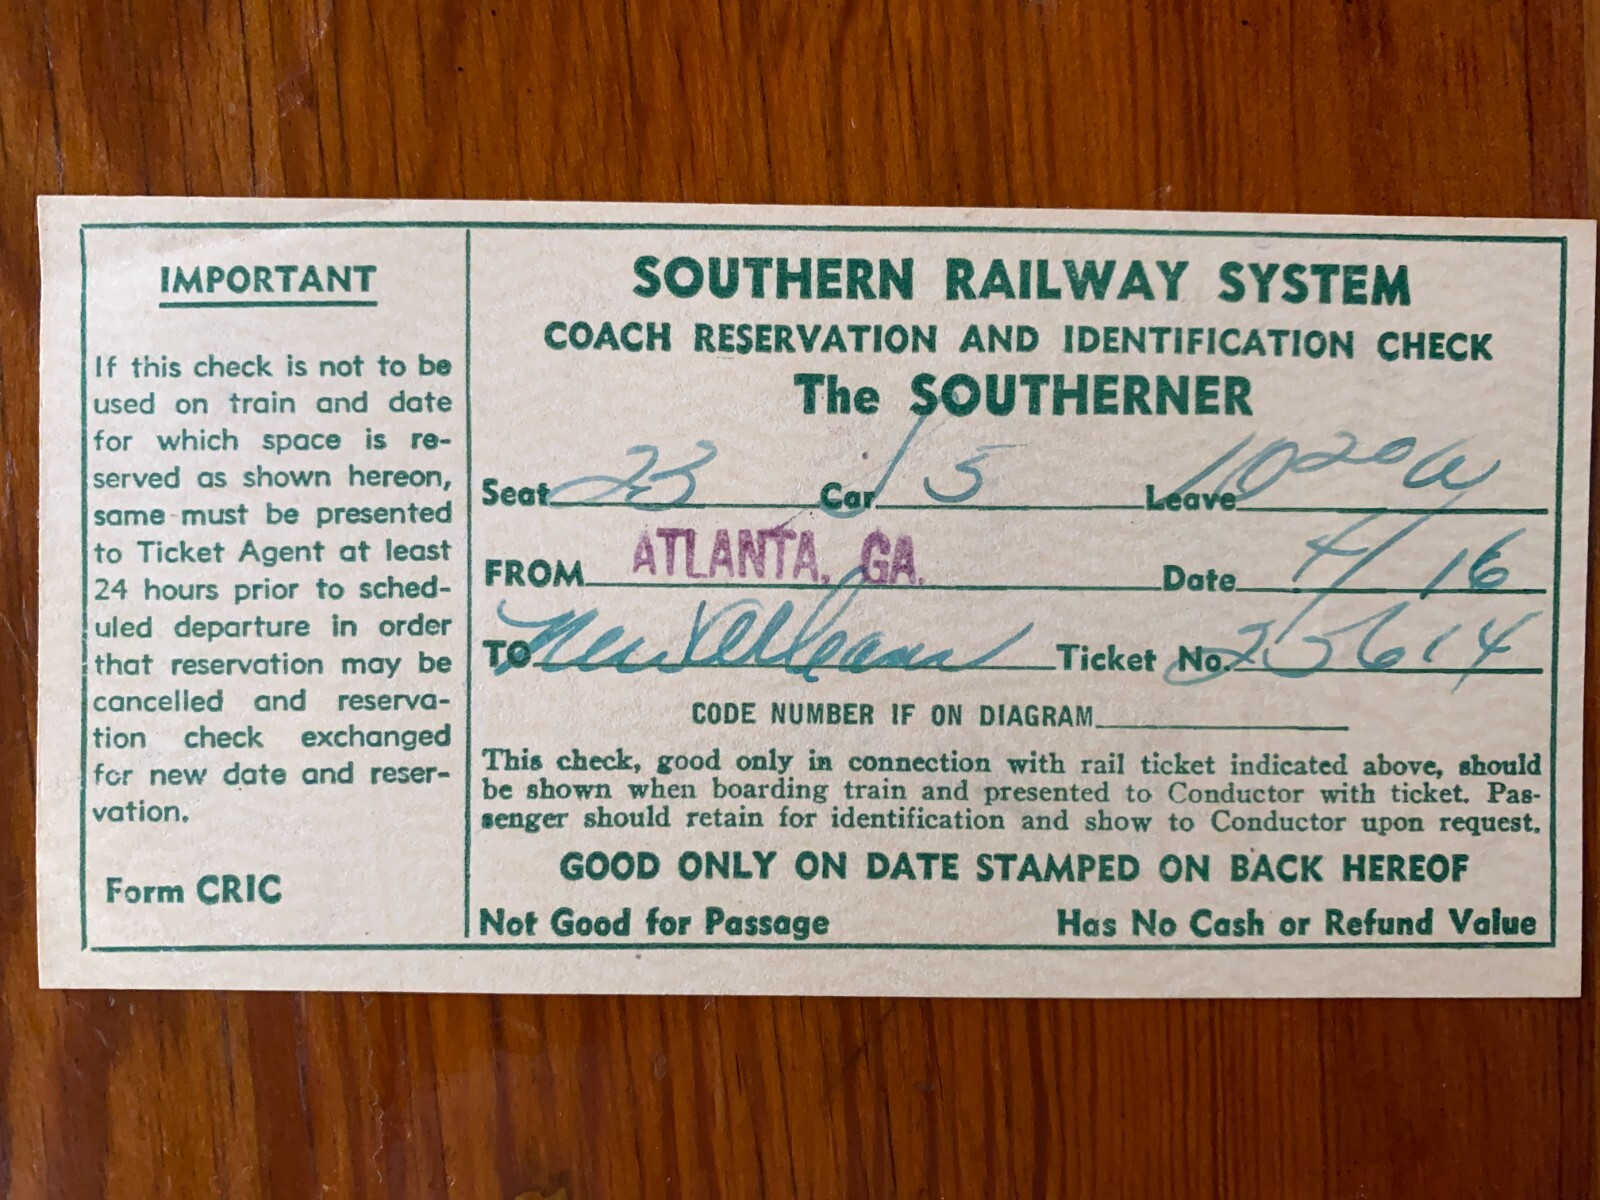 IMPORTANT
If this check is not to be
used on train and date
for which space is re-
served as shown hereon,
same must be presented
to Ticket Agent at least
24 hours prior to sched-
uled departure in order
that reservation may be
cancelled and reserva-
tion check exchanged
for new date and reser-
vation.
Form CRIC
SOUTHERN RAILWAY SYSTEM
COACH RESERVATION AND IDENTIFICATION CHECK
The SOUTHERNER
Seat 23 Car 5 Leave 10 20 a
FROM ATLANTA, GA. Date 4/16
TO New Orleans Ticket No. 25614
CODE NUMBER IF ON DIAGRAM
This check, good only in connection with rail ticket indicated above, should
be shown when boarding train and presented to Conductor with ticket. Pas-
senger should retain for identification and show to Conductor upon request.
GOOD ONLY ON DATE STAMPED ON BACK HEREOF
Not Good for Passage Has No Cash or Refund Value